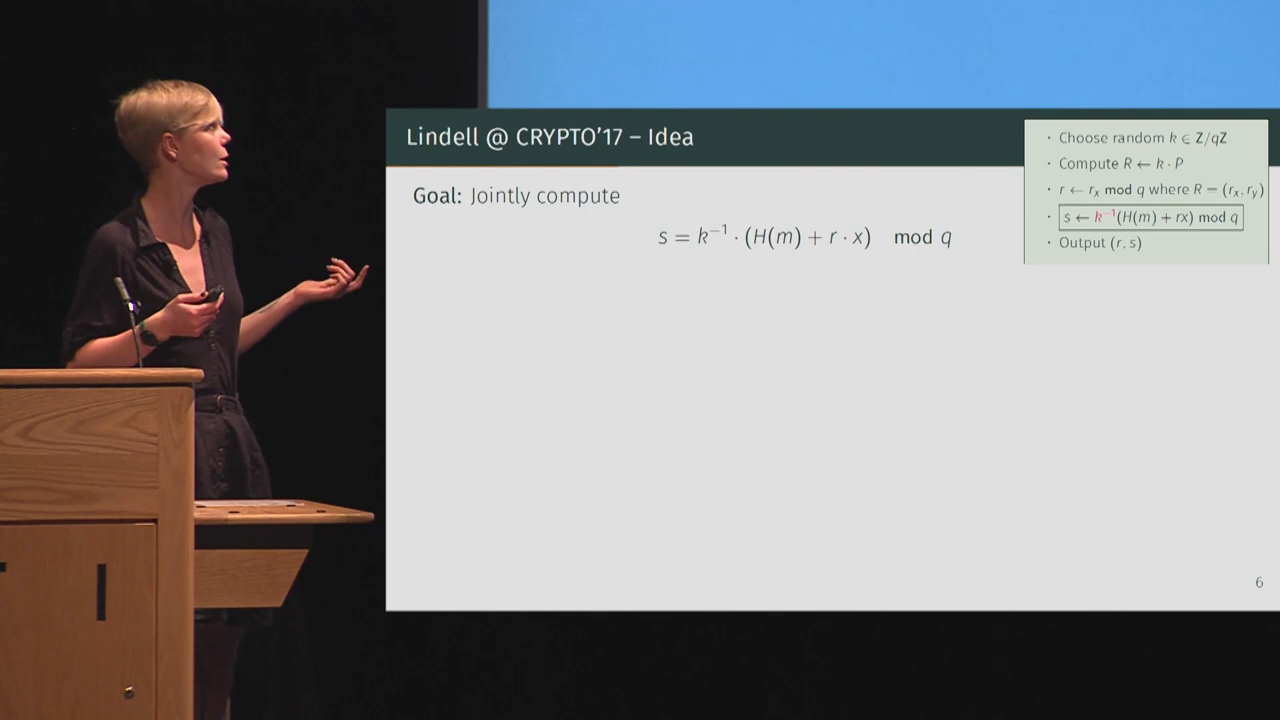 Lindell @ CRYPTO'17 – Idea
Goal: Jointly compute
s = k⁻¹ · (H(m) + r · x) mod q
· Choose random k ∈ Z/qZ
· Compute R ← k · P
· r ← rₓ mod q where R = (rₓ, r_y)
· s ← k⁻¹(H(m) + rx) mod q
· Output (r, s)
6